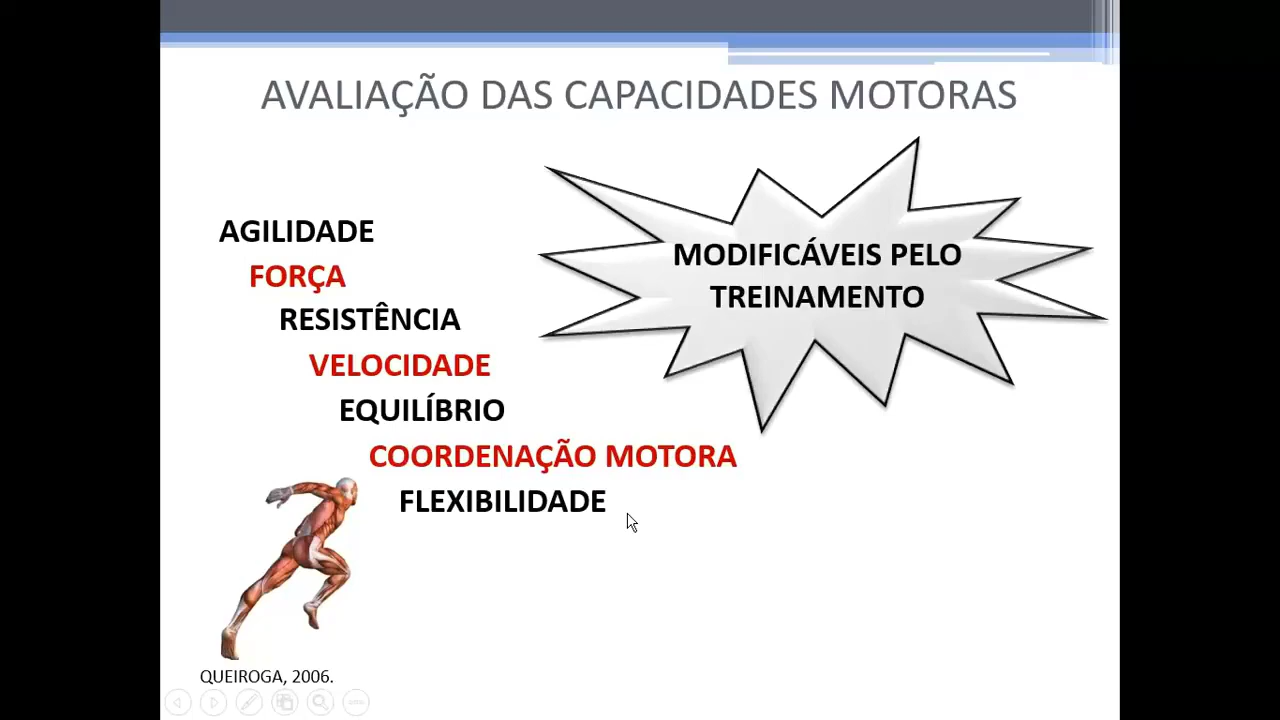 AVALIAÇÃO DAS CAPACIDADES MOTORAS
AGILIDADE
FORÇA
RESISTÊNCIA
VELOCIDADE
EQUILÍBRIO
COORDENAÇÃO MOTORA
FLEXIBILIDADE
MODIFICÁVEIS PELO
TREINAMENTO
QUEIROGA, 2006.